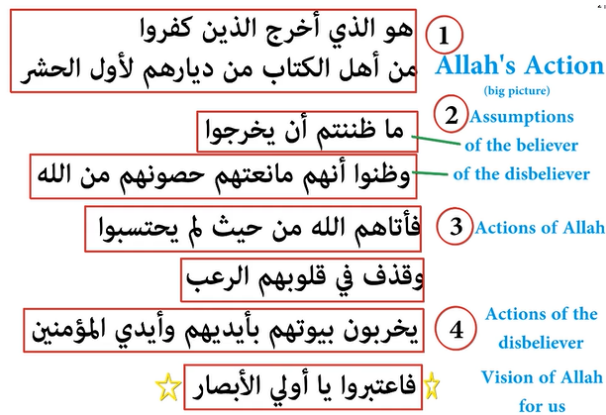 هو الذي أخرج الذين كفروا
من أهل الكتاب من ديارهم لأول الحشر
1
Allah's Action
(big picture)
2 Assumptions
ما ظننتم أن يخرجوا
of the believer
وظنوا أنهم مانعتهم حصونهم من الله
of the disbeliever
فأتاهم الله من حيث لم يحتسبوا
3 Actions of Allah
وقذف في قلوبهم الرعب
يخربون بيوتهم بأيديهم وأيدي المؤمنين
4 Actions of the
disbeliever
فاعتبروا يا أولي الأبصار
Vision of Allah
for us